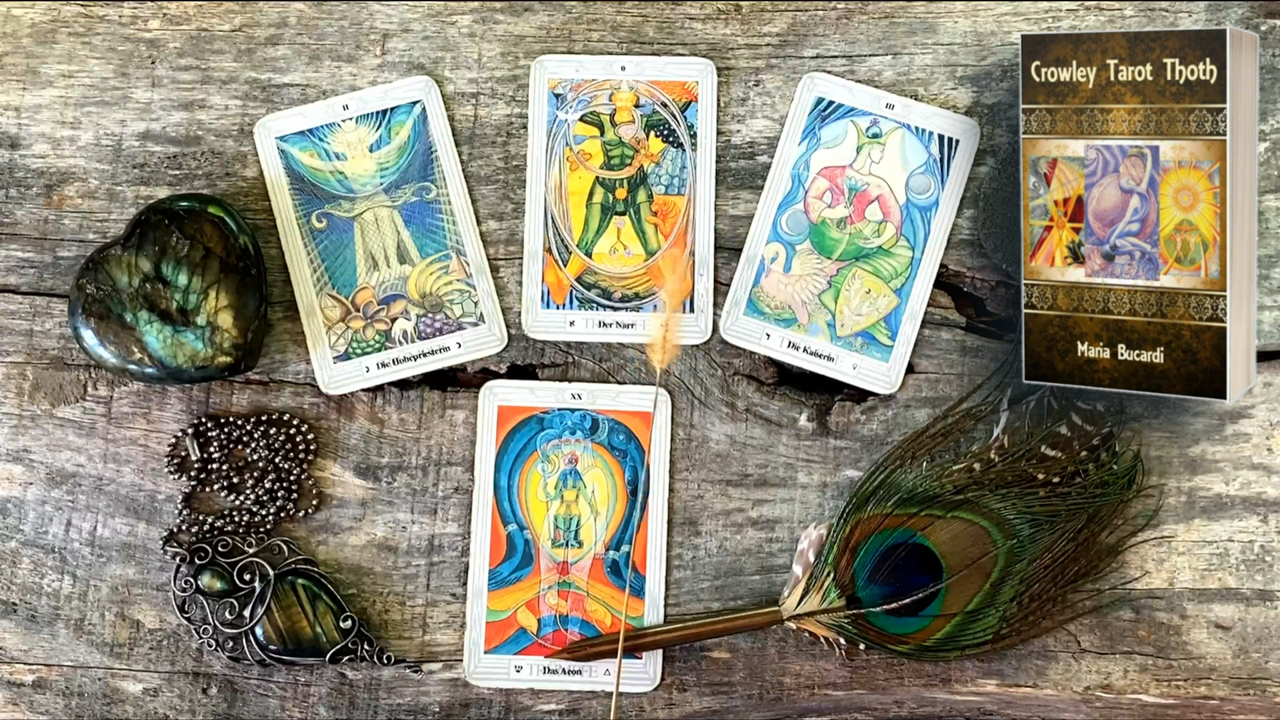 II
Die Hohepriesterin
0
Der Narr
III
Die Kaiserin
Crowley Tarot Thoth
Maria Bucardi
XX
Das Aeon